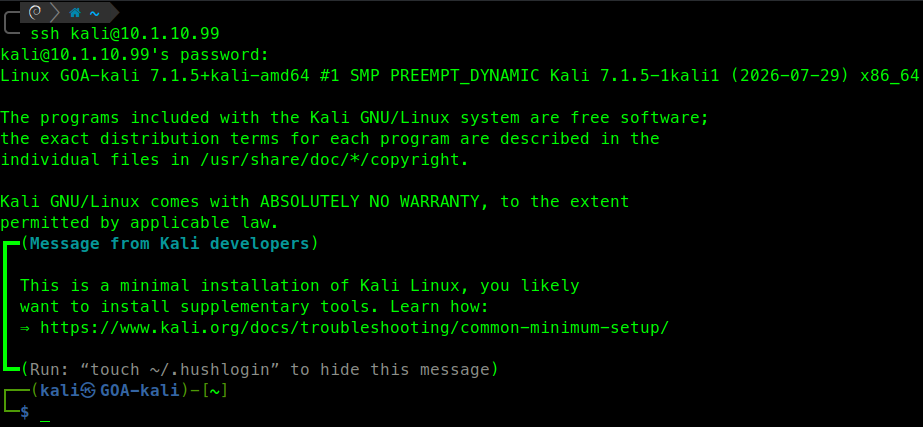 ~
ssh kali@10.1.10.99
kali@10.1.10.99's password:
Linux GOA-kali 7.1.5+kali-amd64 #1 SMP PREEMPT_DYNAMIC Kali 7.1.5-1kali1 (2026-07-29) x86_64
The programs included with the Kali GNU/Linux system are free software;
the exact distribution terms for each program are described in the
individual files in /usr/share/doc/*/copyright.
Kali GNU/Linux comes with ABSOLUTELY NO WARRANTY, to the extent
permitted by applicable law.
┏━(Message from Kali developers)
┃
┃ This is a minimal installation of Kali Linux, you likely
┃ want to install supplementary tools. Learn how:
┃ ⇒ https://www.kali.org/docs/troubleshooting/common-minimum-setup/
┃
┗━(Run: “touch ~/.hushlogin” to hide this message)
┌──(kali㉿GOA-kali)-[~]
└─$ _